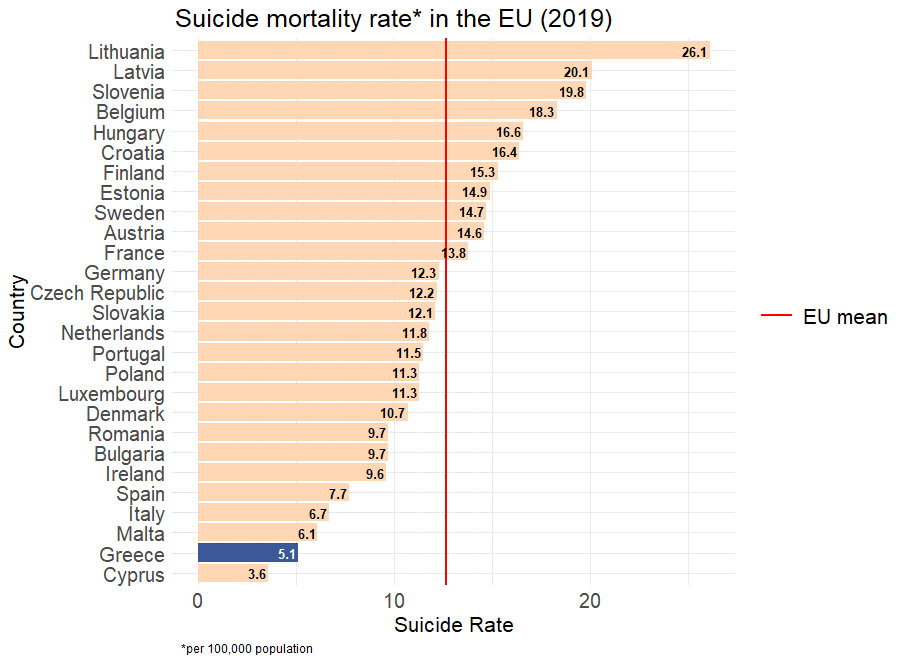 Suicide mortality rate* in the EU (2019)
Country
Lithuania 26.1
Latvia 20.1
Slovenia 19.8
Belgium 18.3
Hungary 16.6
Croatia 16.4
Finland 15.3
Estonia 14.9
Sweden 14.7
Austria 14.6
France 13.8
Germany 12.3
Czech Republic 12.2
Slovakia 12.1
Netherlands 11.8
Portugal 11.5
Poland 11.3
Luxembourg 11.3
Denmark 10.7
Romania 9.7
Bulgaria 9.7
Ireland 9.6
Spain 7.7
Italy 6.7
Malta 6.1
Greece 5.1
Cyprus 3.6
0 10 20
Suicide Rate
*per 100,000 population
EU mean